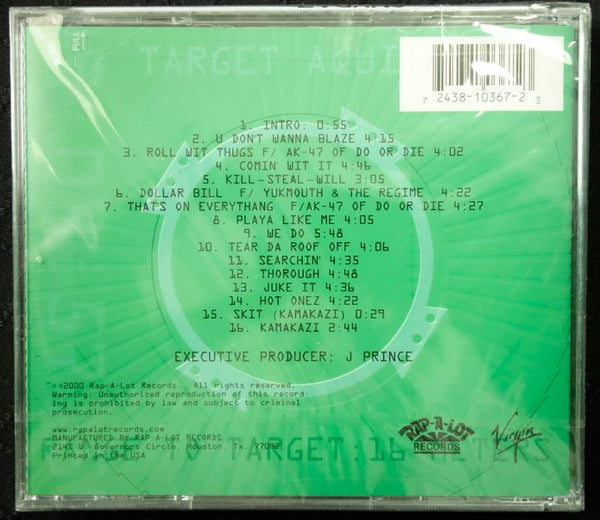 PULL
TARGET AQUI
7 24381-0367-2 3
1 INTRO: 0:55
2. U DON'T WANNA BLAZE 4:15
3. ROLL WIT THUGS F/ AK-47 OF DO OR DIE 4:02
4. COMIN' WIT IT 4:46
5. KILL-STEAL-WILL 3:05
6. DOLLAR BILL F/ YUKMOUTH & THE REGIME 4:22
7. THAT'S ON EVERYTHANG F/AK-47 OF DO OR DIE 4:27
8. PLAYA LIKE ME 4:05
9. WE DO 5:48
10. TEAR DA ROOF OFF 4:06
11. SEARCHIN' 4:35
12. THOROUGH 4:48
13. JUKE IT 4:36
14. HOT ONEZ 4:22
15. SKIT (KAMAKAZI) 0:29
16. KAMAKAZI 2:44
EXECUTIVE PRODUCER: J PRINCE
℗©2000 Rap-A-Lot Records. All rights reserved.
Warning: Unauthorized reproduction of this record-
ing is prohibited by law and subject to criminal
prosecution.
www.rapalotrecords.com
MANUFACTURED BY RAP-A-LOT RECORDS
2141 W. Governors Circle, Houston, Tx. 77092
Printed in the USA
RAP-A-LOT
RECORDS
Virgin
TO TARGET:16 METERS